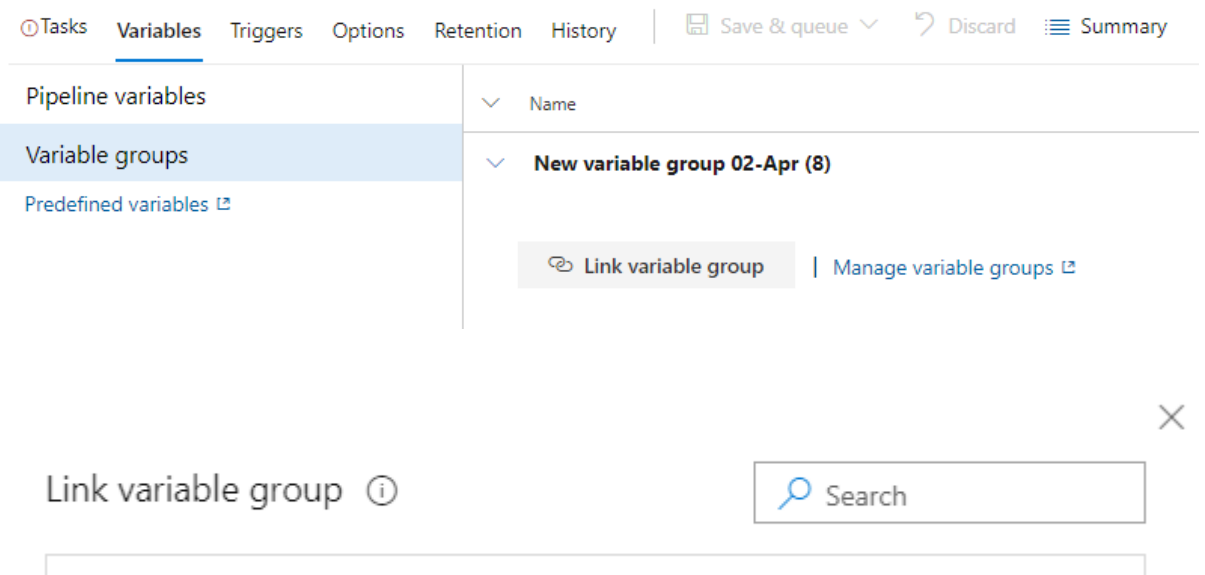 Tasks Variables Triggers Options Retention History Save & queue Discard Summary
Pipeline variables
Variable groups
Predefined variables
Name
New variable group 02-Apr (8)
Link variable group | Manage variable groups
Link variable group
Search